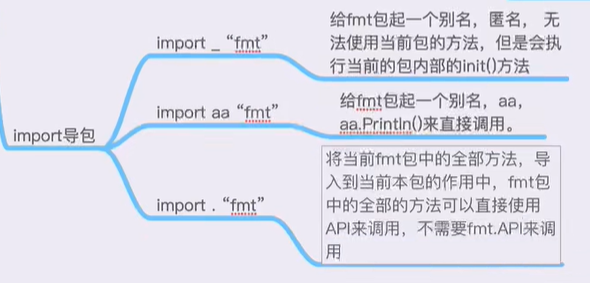 import导包
import _ “fmt”
给fmt包起一个别名，匿名， 无
法使用当前包的方法，但是会执
行当前的包内部的init()方法
import aa “fmt”
给fmt包起一个别名，aa，
aa.Println()来直接调用。
import . “fmt”
将当前fmt包中的全部方法，导
入到当前本包的作用中，fmt包
中的全部的方法可以直接使用
API来调用，不需要fmt.API来调
用